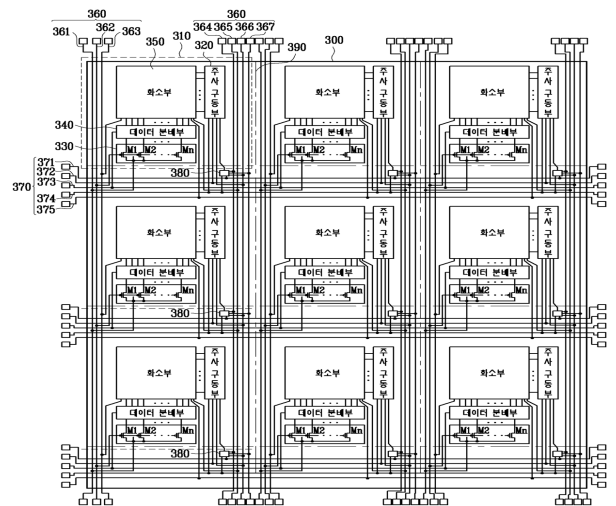 360
360
361
362
363
364 365 366 367
350
310
320
390
300
화소부
주사구동부
화소부
주사구동부
화소부
주사구동부
340
데이터 분배부
데이터 분배부
데이터 분배부
330
M1 M2 Mn
M1 M2 Mn
M1 M2 Mn
380
370
371
372
373
374
375
화소부
주사구동부
화소부
주사구동부
화소부
주사구동부
데이터 분배부
데이터 분배부
데이터 분배부
M1 M2 Mn
M1 M2 Mn
M1 M2 Mn
380
화소부
주사구동부
화소부
주사구동부
화소부
주사구동부
데이터 분배부
데이터 분배부
데이터 분배부
M1 M2 Mn
M1 M2 Mn
M1 M2 Mn
380